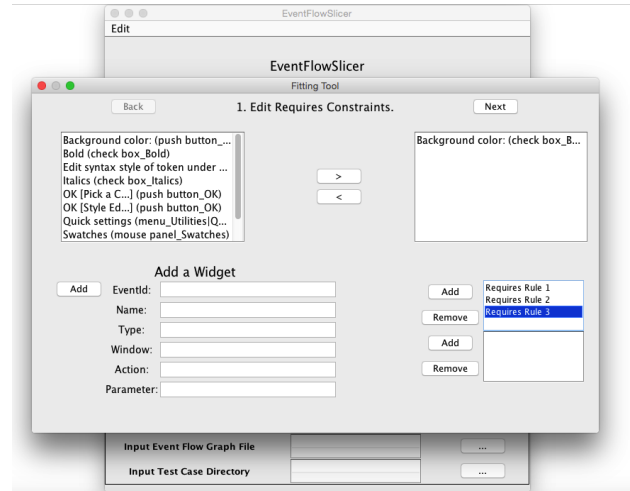 EventFlowSlicer
Edit
EventFlowSlicer
Fitting Tool
Back
1. Edit Requires Constraints.
Next
Background color: (push button_...
Bold (check box_Bold)
Edit syntax style of token under ...
Italics (check box_Italics)
OK [Pick a C...] (push button_OK)
OK [Style Ed...] (push button_OK)
Quick settings (menu_Utilities|Q...
Swatches (mouse panel_Swatches)
>
<
Background color: (check box_B...
Add a Widget
Add
EventId:
Name:
Type:
Window:
Action:
Parameter:
Add
Remove
Requires Rule 1
Requires Rule 2
Requires Rule 3
Add
Remove
Input Event Flow Graph File
...
Input Test Case Directory
...